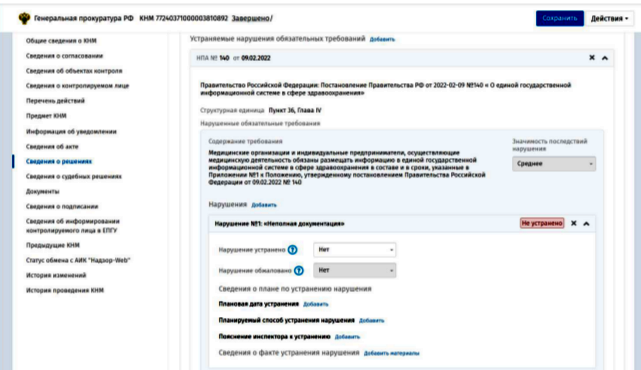 Генеральная прокуратура РФ КНМ 77240371000003810892 Завершено/
Сохранить
Действия
Общие сведения о КНМ
Сведения о согласовании
Сведения об объектах контроля
Сведения о контролируемом лице
Перечень действий
Предмет КНМ
Информация об уведомлении
Сведения об акте
Сведения о решениях
Сведения о судебных решениях
Документы
Сведения о подписании
Сведения об информировании
контролируемого лица в ЕПГУ
Предыдущие КНМ
Статус обмена с АИК "Надзор-Web"
История изменений
История проведения КНМ
Устраняемые нарушения обязательных требований добавить
НПА № 140 от 09.02.2022
Правительство Российской Федерации: Постановление Правительства РФ от 2022-02-09 №140 « О единой государственной
информационной системе в сфере здравоохранения»
Структурная единица Пункт 36, Глава IV
Нарушенные обязательные требования
Содержание требования
Медицинские организации и индивидуальные предприниматели, осуществляющие
медицинскую деятельность обязаны размещать информацию в единой государственной
информационной системе в сфере здравоохранения в составе и в сроки, указанные в
Приложение №1 к Положению, утвержденному постановлением Правительства Российской
Федерации от 09.02.2022 № 140
Значимость последствий
нарушения
Среднее
Нарушения добавить
Нарушение №1: «Неполная документация»
Не устранено
Нарушение устранено ? Нет
Нарушение обжаловано ? Нет
Сведения о плане по устранению нарушения
Плановая дата устранения добавить
Планируемый способ устранения нарушения добавить
Пояснение инспектора к устранению добавить
Сведения о факте устранения нарушения добавить материалы